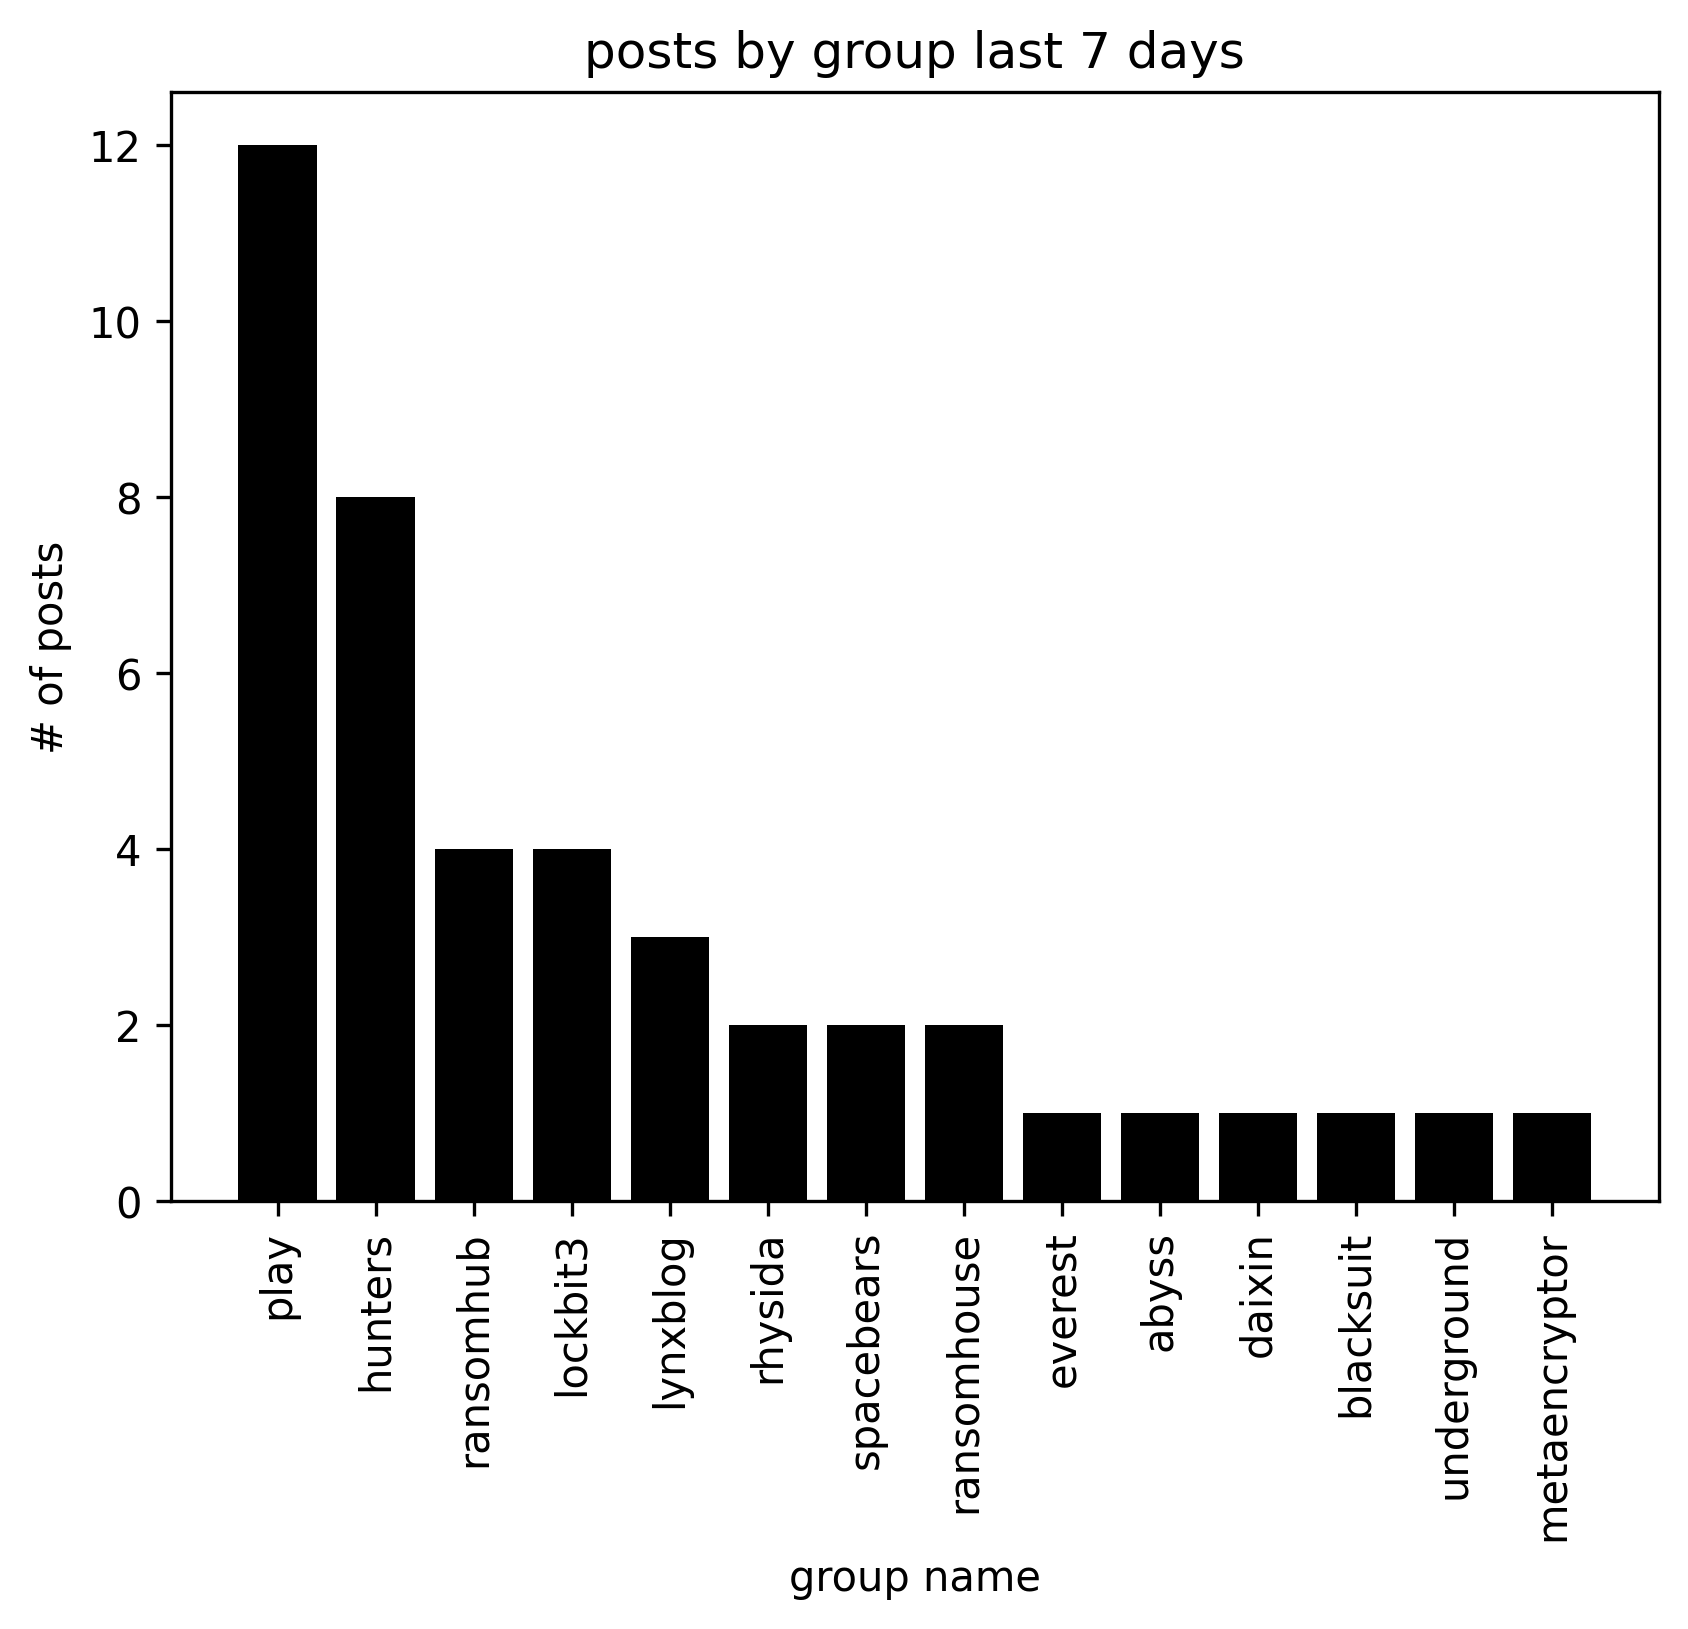 posts by group last 7 days
# of posts
12
10
8
6
4
2
0
play
hunters
ransomhub
lockbit3
lynxblog
rhysida
spacebears
ransomhouse
everest
abyss
daixin
blacksuit
underground
metaencryptor
group name